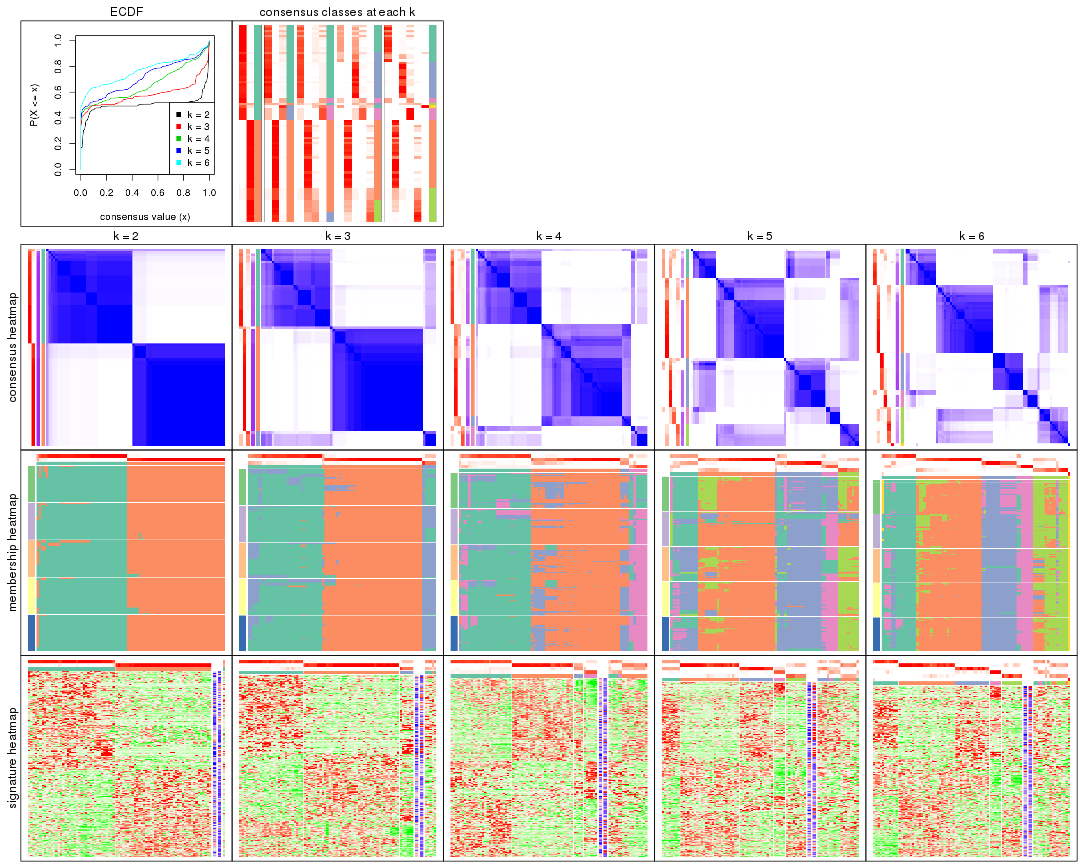 ECDF
consensus classes at each k
P(X <= x)
0.0 0.2 0.4 0.6 0.8 1.0
k = 2
k = 3
k = 4
k = 5
k = 6
0.0 0.2 0.4 0.6 0.8 1.0
consensus value (x)
k = 2 k = 3 k = 4 k = 5 k = 6
consensus heatmap
membership heatmap
signature heatmap